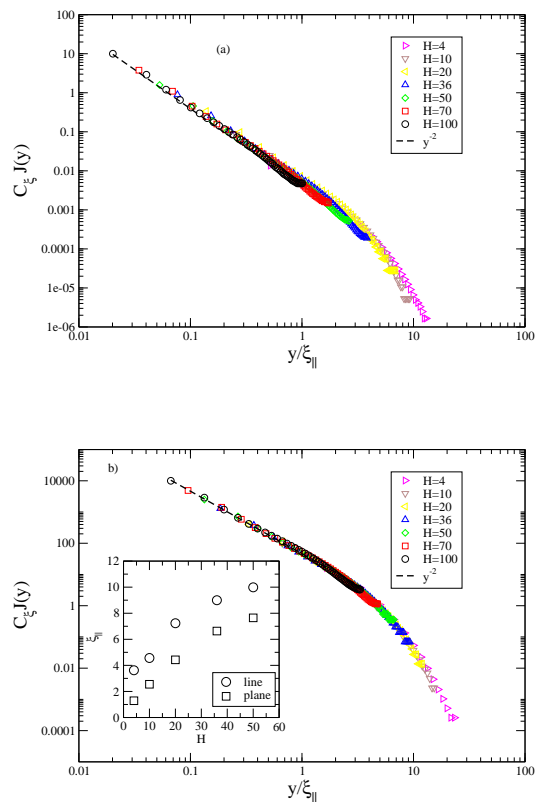 10
1
0.1
0.01
0.001
0.0001
1e-05
1e-06
C_ξ J(y)
(a)
H=4
H=10
H=20
H=36
H=50
H=70
H=100
y^-2
0.01 0.1 1 10 100
y/ξ_||
10000
100
1
0.01
0.0001
C_ξ J(y)
b)
H=4
H=10
H=20
H=36
H=50
H=70
H=100
y^-2
12
10
8
6
4
2
0
ξ_||
line
plane
0 10 20 30 40 50 60
H
0.01 0.1 1 10 100
y/ξ_||